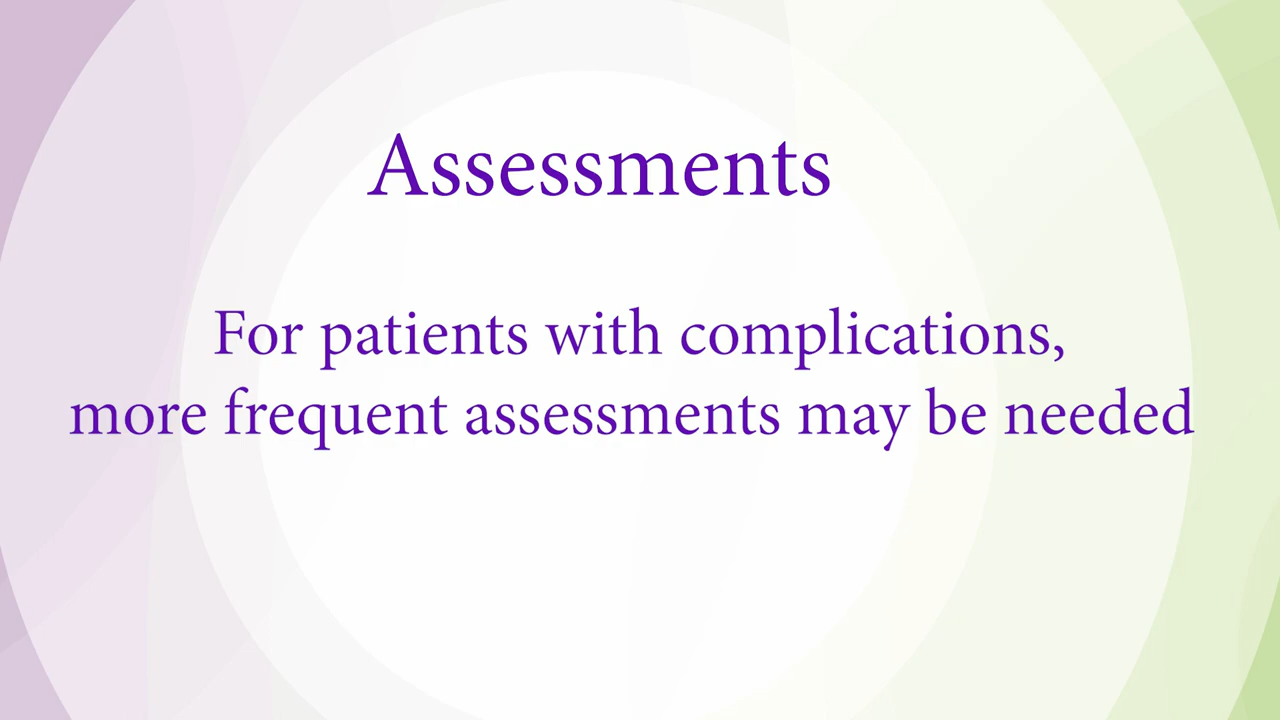 Assessments
For patients with complications,
more frequent assessments may be needed